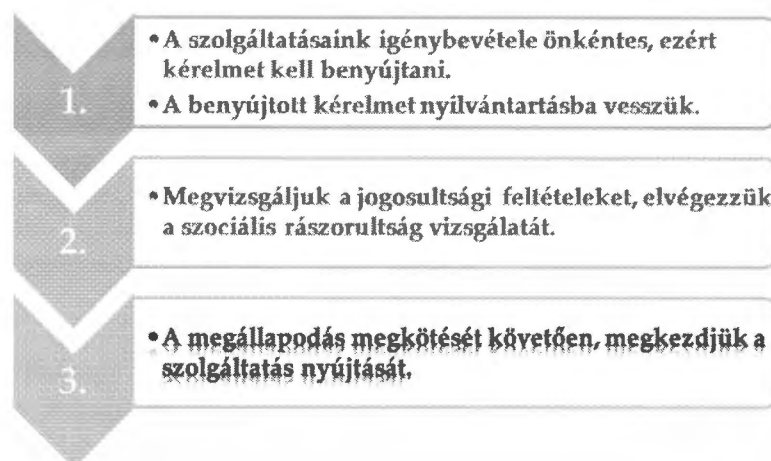 1.
• A szolgáltatásaink igénybevétele önkéntes, ezért
kérelmet kell benyújtani.
• A benyújtott kérelmet nyilvántartásba vesszük.
2.
• Megvizsgáljuk a jogosultsági feltételeket, elvégezzük
a szociális rászorultság vizsgálatát.
3.
• A megállapodás megkötését követően, megkezdjük a
szolgáltatás nyújtását.